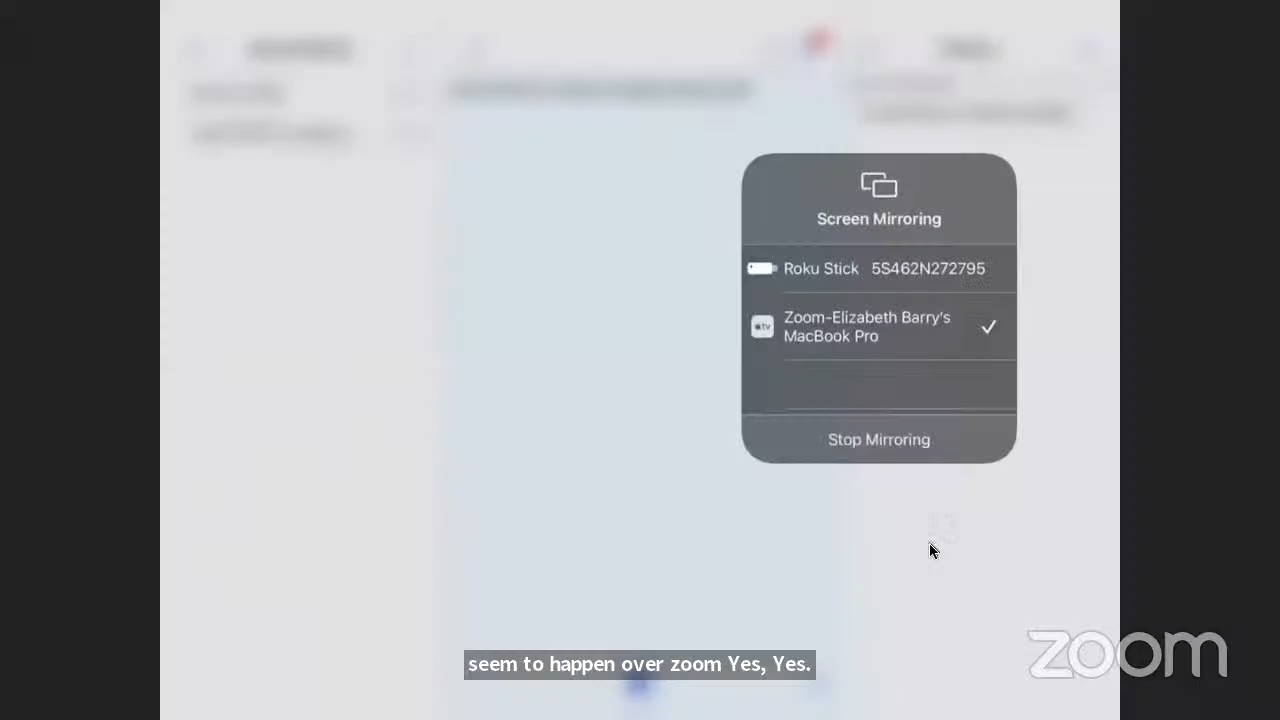 Screen Mirroring
Roku Stick 5S462N272795
tv
Zoom-Elizabeth Barry's
MacBook Pro
Stop Mirroring
seem to happen over zoom Yes, Yes.
zoom